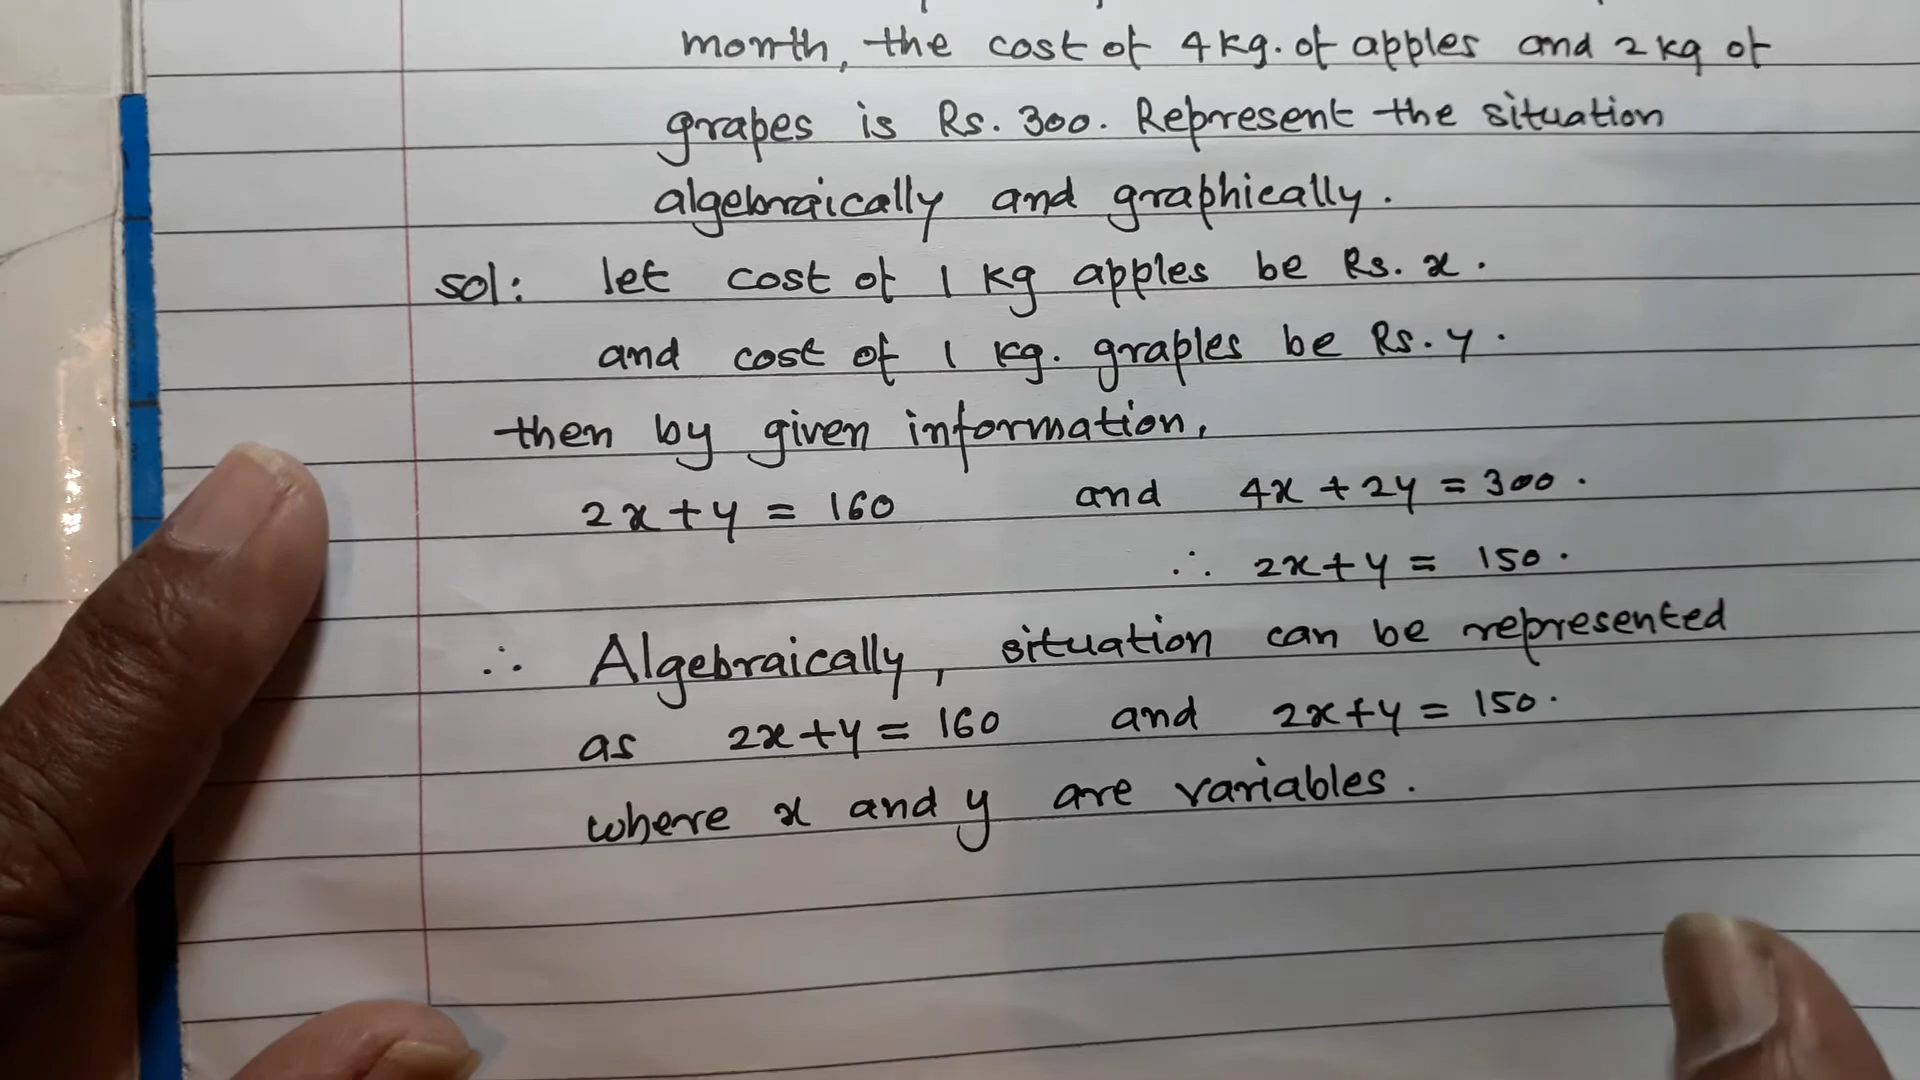 month, the cost of 4 kg. of apples and 2 kg of
grapes is Rs. 300. Represent the situation
algebraically and graphically.
sol: let cost of 1 kg apples be Rs. x.
and cost of 1 kg. graples be Rs. y.
then by given information,
2x + y = 160 and 4x + 2y = 300.
∴ 2x + y = 150.
∴ Algebraically, situation can be represented
as 2x + y = 160 and 2x + y = 150.
where x and y are variables.